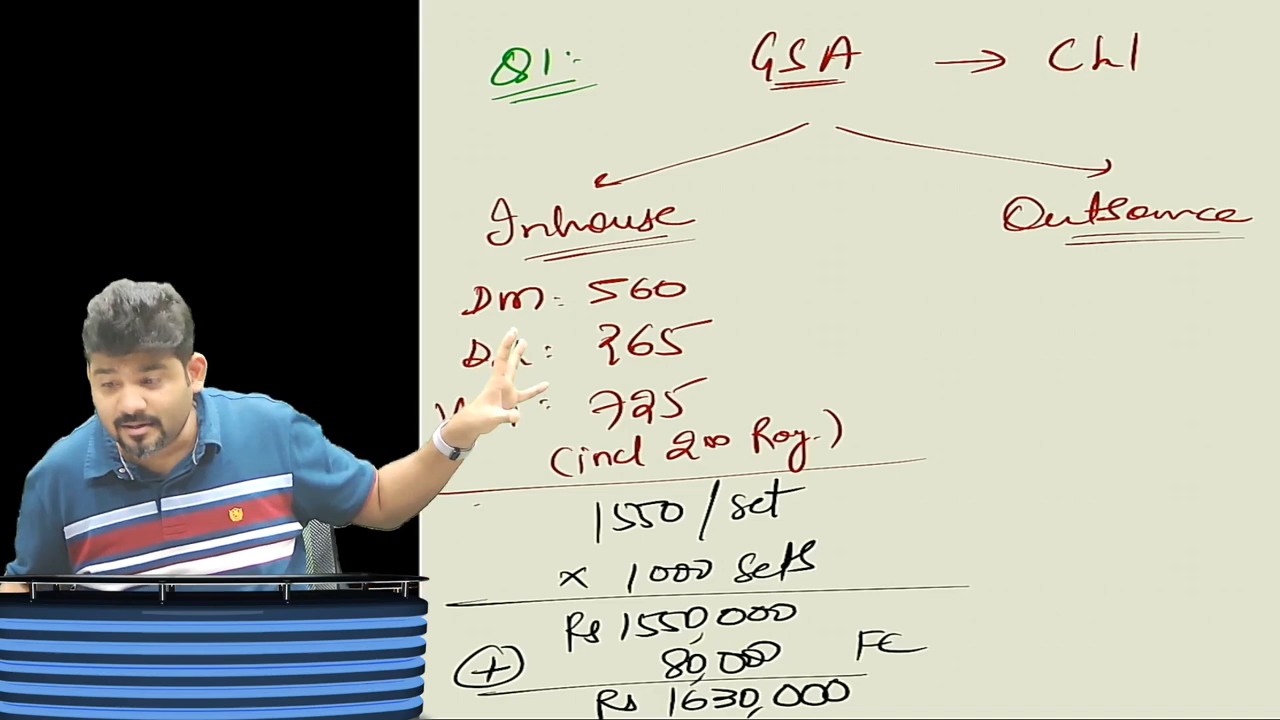 Q1:-
GSA → Ch1
Inhouse
Outsource
DM: 560
: 265
: 725
(incl 200 Roy.)
1550/set
x 1000 sets
Rs 1550,000
+ 80,000 FC
Rs 1630,000